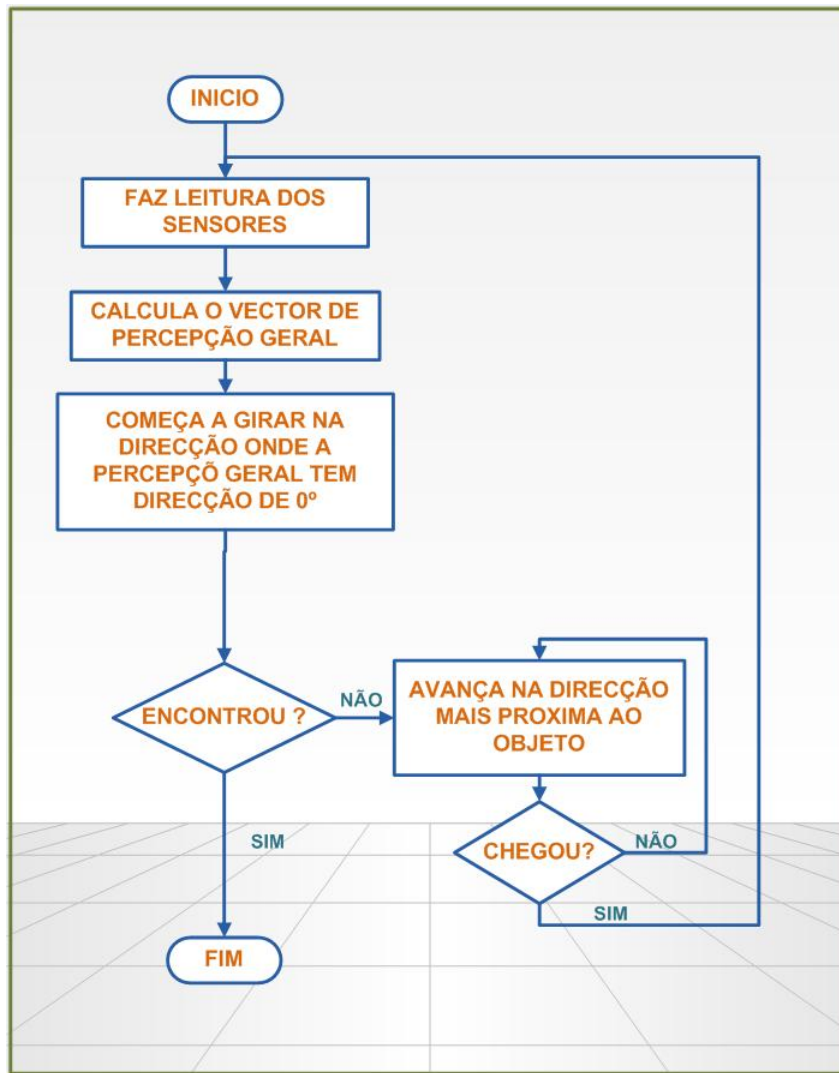 INICIO
FAZ LEITURA DOS
SENSORES
CALCULA O VECTOR DE
PERCEPÇÃO GERAL
COMEÇA A GIRAR NA
DIRECÇÃO ONDE A
PERCEPÇÕ GERAL TEM
DIRECÇÃO DE 0º
ENCONTROU ?
NÃO
AVANÇA NA DIRECÇÃO
MAIS PROXIMA AO
OBJETO
SIM
CHEGOU?
NÃO
SIM
FIM